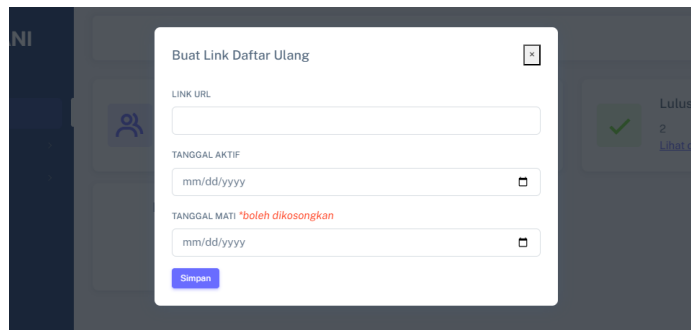 ANI
Buat Link Daftar Ulang ×
LINK URL
TANGGAL AKTIF
mm/dd/yyyy
TANGGAL MATI *boleh dikosongkan
mm/dd/yyyy
Simpan
Lulus
2
Lihat